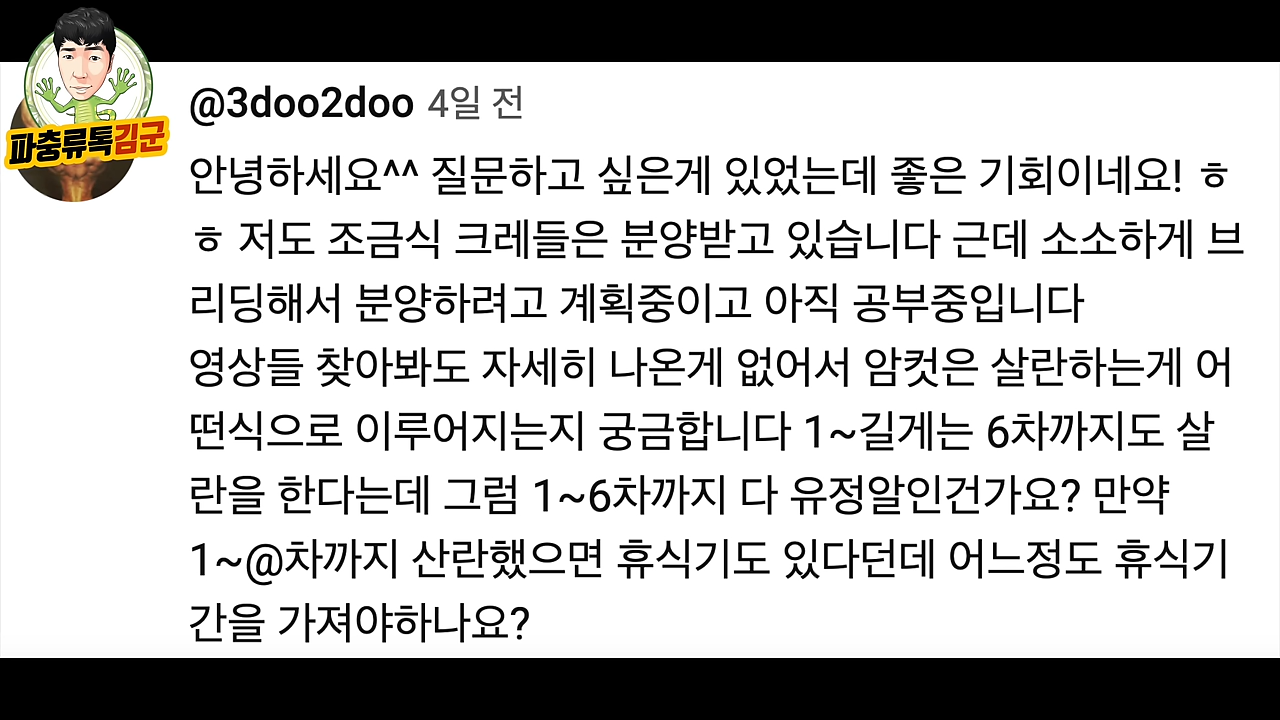 파충류톡김군
@3doo2doo 4일 전
안녕하세요^^ 질문하고 싶은게 있었는데 좋은 기회이네요! ㅎ
ㅎ 저도 조금식 크레들은 분양받고 있습니다 근데 소소하게 브
리딩해서 분양하려고 계획중이고 아직 공부중입니다
영상들 찾아봐도 자세히 나온게 없어서 암컷은 살란하는게 어
떤식으로 이루어지는지 궁금합니다 1~길게는 6차까지도 살
란을 한다는데 그럼 1~6차까지 다 유정알인건가요? 만약
1~@차까지 산란했으면 휴식기도 있다던데 어느정도 휴식기
간을 가져야하나요?